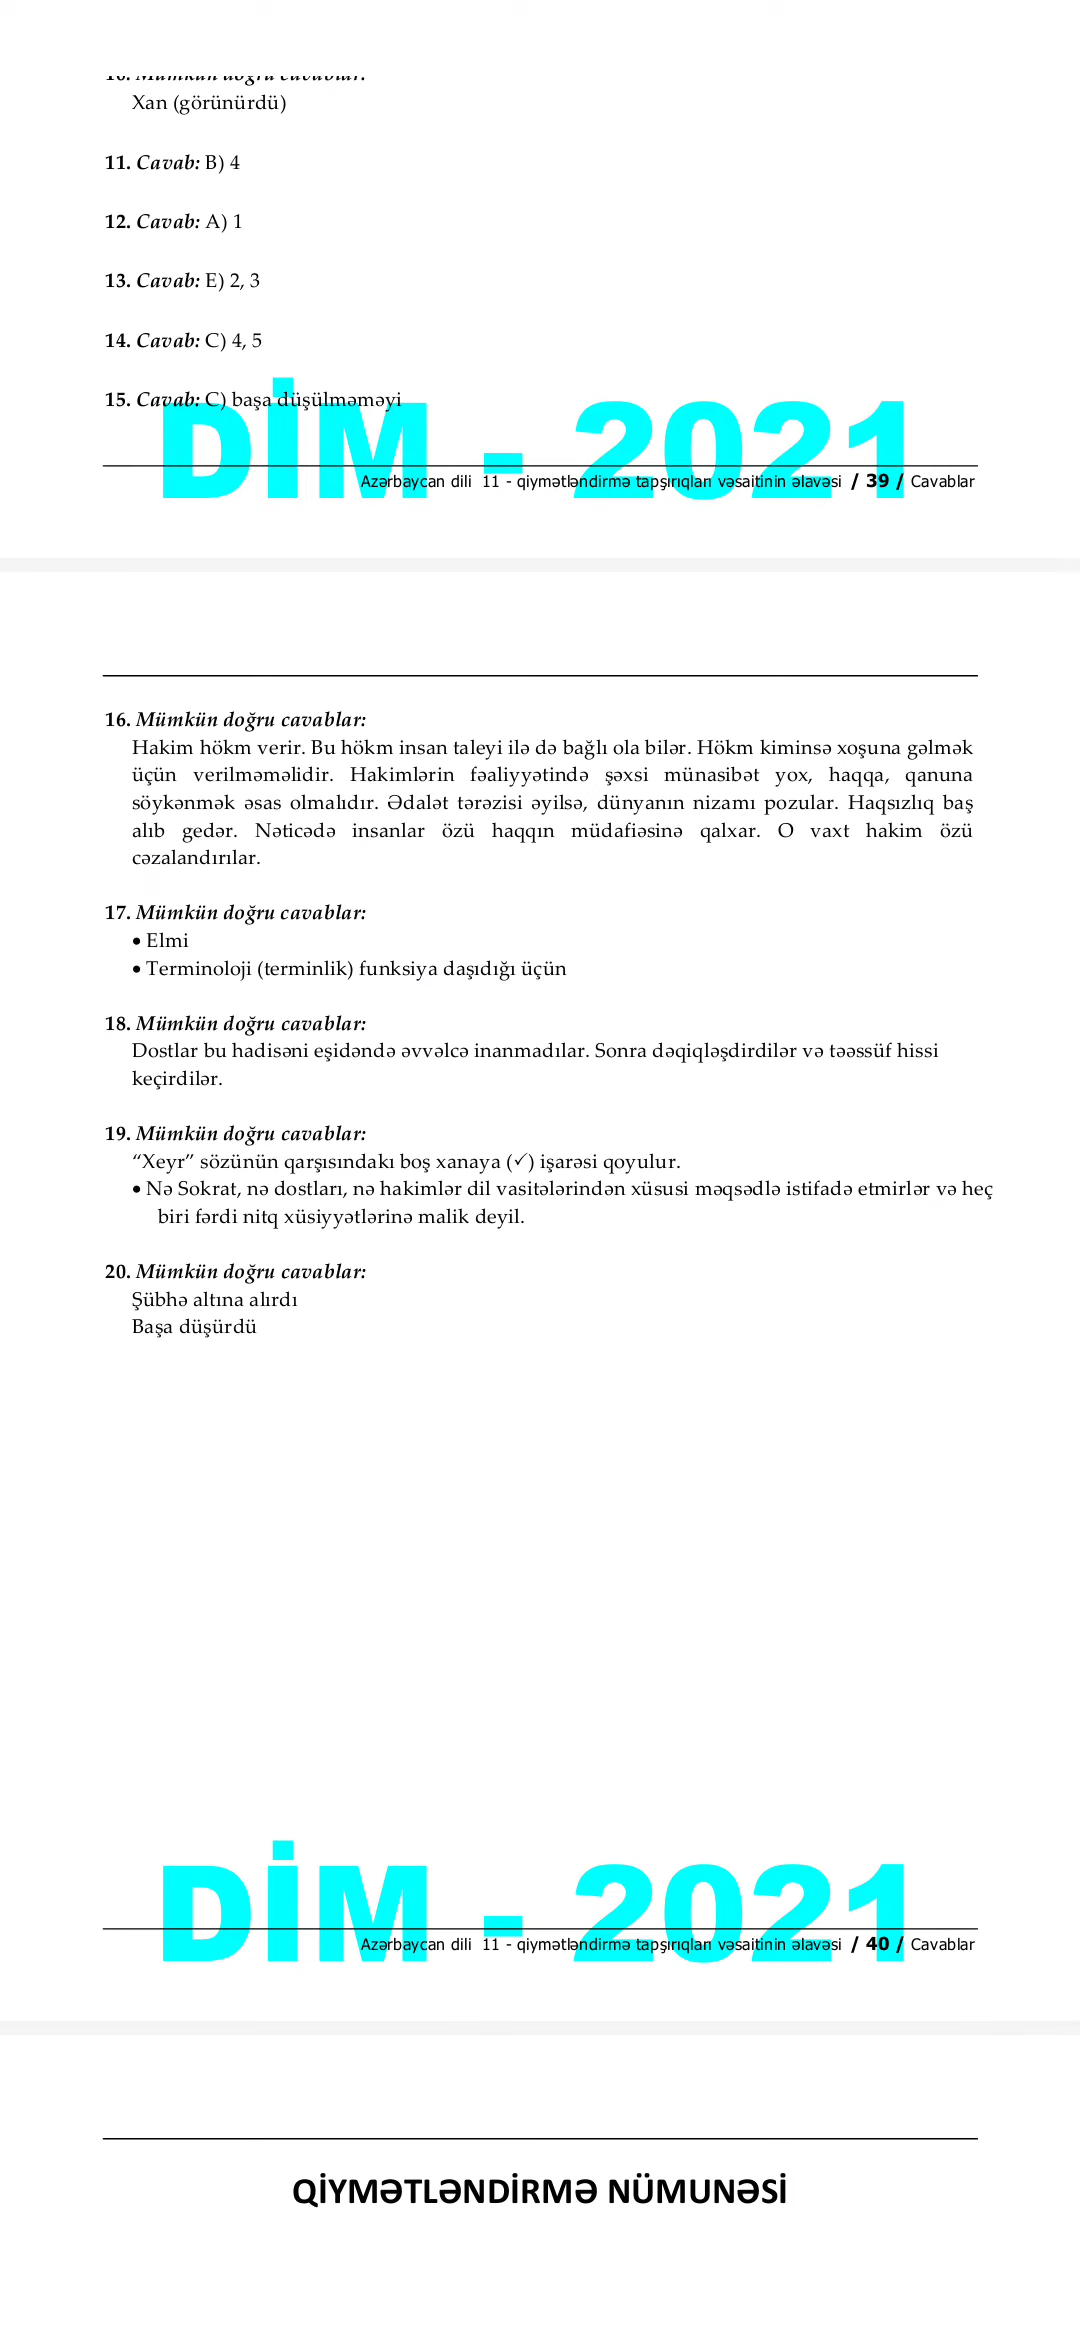 10. Mümkün doğru cavablar:
Xan (görünürdü)
11. Cavab: B) 4
12. Cavab: A) 1
13. Cavab: E) 2, 3
14. Cavab: C) 4, 5
15. Cavab: C) başa düşülməməyi
DİM - 2021
Azərbaycan dili 11 - qiymətləndirmə tapşırıqları vəsaitinin əlavəsi / 39 / Cavablar
16. Mümkün doğru cavablar:
Hakim hökm verir. Bu hökm insan taleyi ilə də bağlı ola bilər. Hökm kiminsə xoşuna gəlmək
üçün verilməməlidir. Hakimlərin fəaliyyətində şəxsi münasibət yox, haqqa, qanuna
söykənmək əsas olmalıdır. Ədalət tərəzisi əyilsə, dünyanın nizamı pozular. Haqsızlıq baş
alıb gedər. Nəticədə insanlar özü haqqın müdafiəsinə qalxar. O vaxt hakim özü
cəzalandırılar.
17. Mümkün doğru cavablar:
• Elmi
• Terminoloji (terminlik) funksiya daşıdığı üçün
18. Mümkün doğru cavablar:
Dostlar bu hadisəni eşidəndə əvvəlcə inanmadılar. Sonra dəqiqləşdirdilər və təəssüf hissi
keçirdilər.
19. Mümkün doğru cavablar:
“Xeyr” sözünün qarşısındakı boş xanaya (✓) işarəsi qoyulur.
• Nə Sokrat, nə dostları, nə hakimlər dil vasitələrindən xüsusi məqsədlə istifadə etmirlər və heç
biri fərdi nitq xüsiyyətlərinə malik deyil.
20. Mümkün doğru cavablar:
Şübhə altına alırdı
Başa düşürdü
DİM - 2021
Azərbaycan dili 11 - qiymətləndirmə tapşırıqları vəsaitinin əlavəsi / 40 / Cavablar
QİYMƏTLƏNDİRMƏ NÜMUNƏSİ